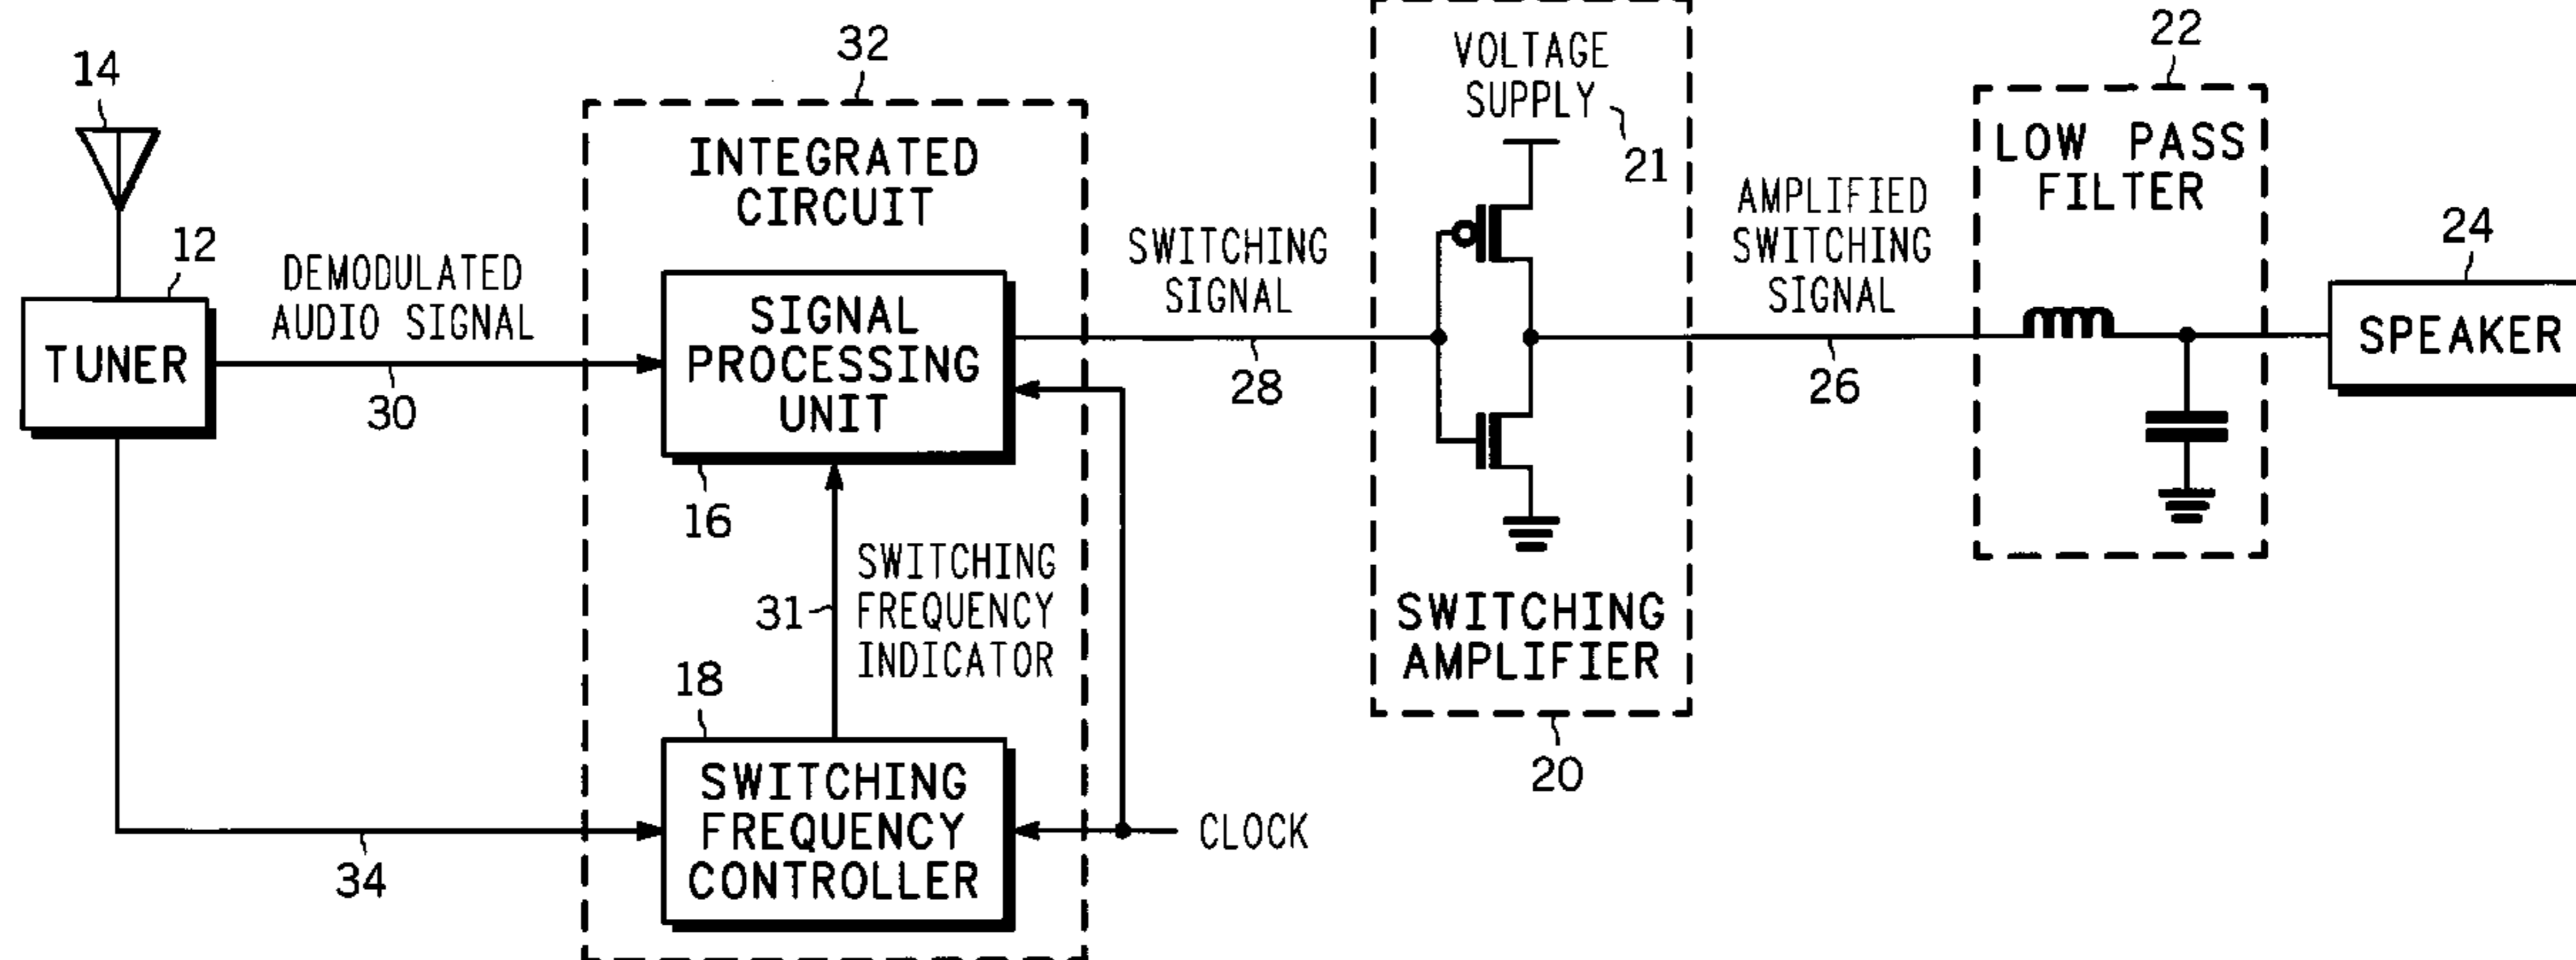 14
12
TUNER
DEMODULATED
AUDIO SIGNAL
30
34
32
INTEGRATED
CIRCUIT
SIGNAL
PROCESSING
UNIT
16
31
SWITCHING
FREQUENCY
INDICATOR
18
SWITCHING
FREQUENCY
CONTROLLER
CLOCK
SWITCHING
SIGNAL
28
VOLTAGE
SUPPLY
21
SWITCHING
AMPLIFIER
20
AMPLIFIED
SWITCHING
SIGNAL
26
22
LOW PASS
FILTER
24
SPEAKER